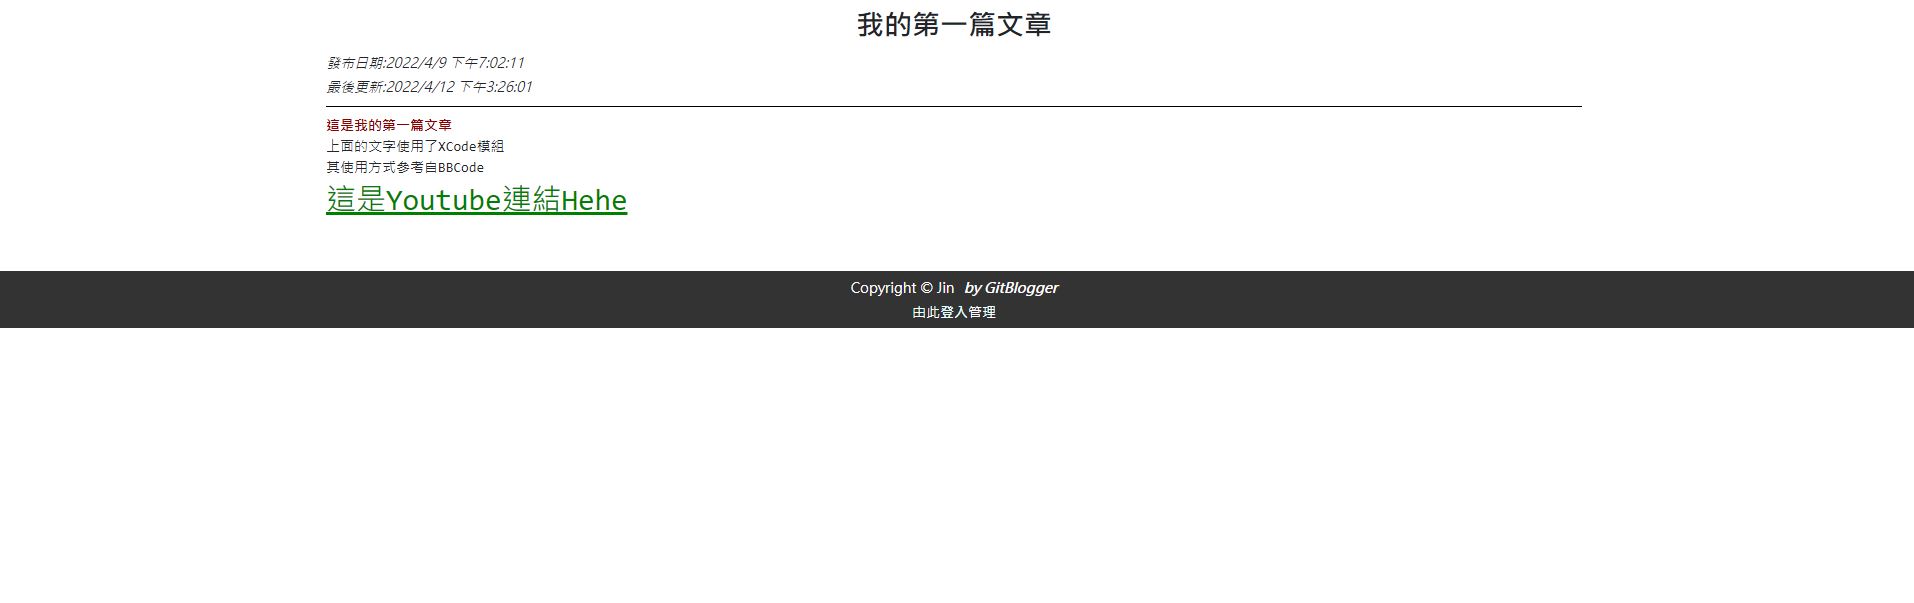 我的第一篇文章
發布日期:2022/4/9 下午7:02:11
最後更新:2022/4/12 下午3:26:01
這是我的第一篇文章
上面的文字使用了XCode模組
其使用方式參考自BBCode
這是Youtube連結Hehe
Copyright © Jin by GitBlogger
由此登入管理